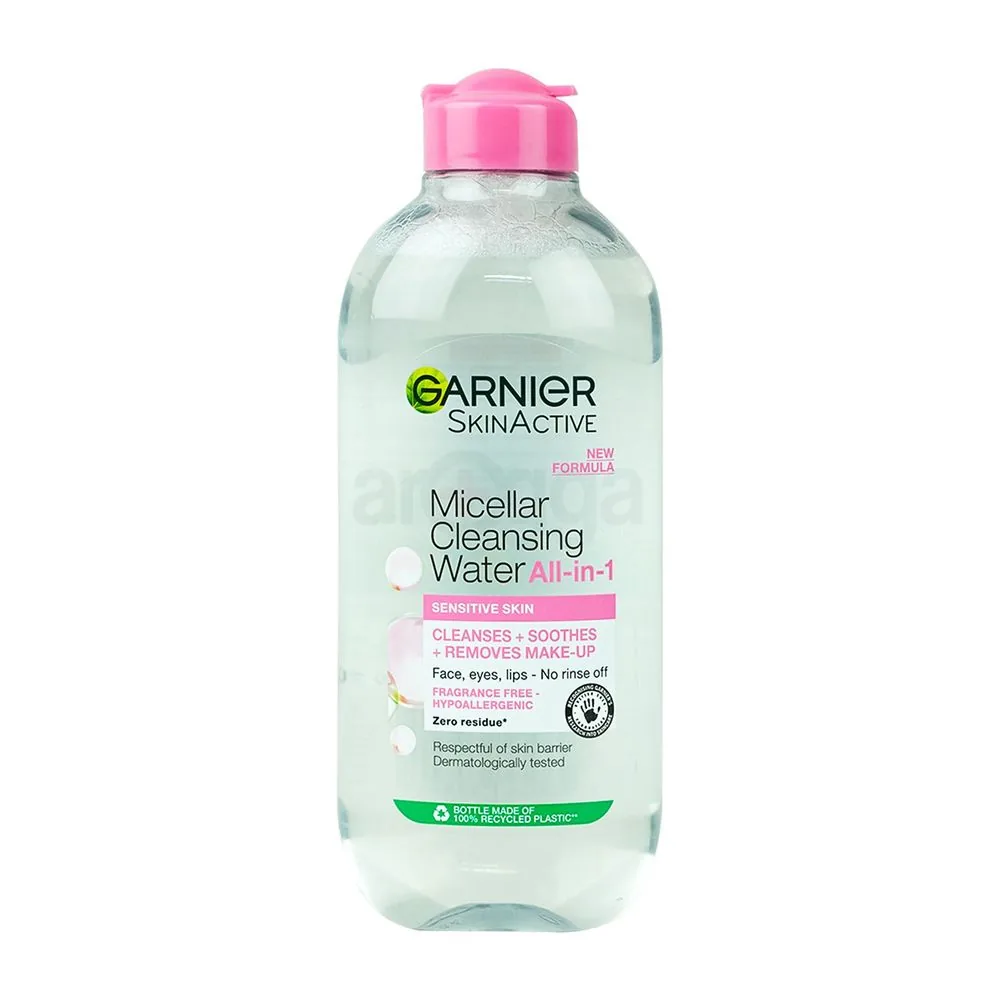 GARNIER
SKINACTIVE
NEW
FORMULA
Micellar
Cleansing
Water All-in-1
SENSITIVE SKIN
CLEANSES + SOOTHES
+ REMOVES MAKE-UP
Face, eyes, lips - No rinse off
FRAGRANCE FREE -
HYPOALLERGENIC
Zero residue*
Respectful of skin barrier
Dermatologically tested
BOTTLE MADE OF
100% RECYCLED PLASTIC**